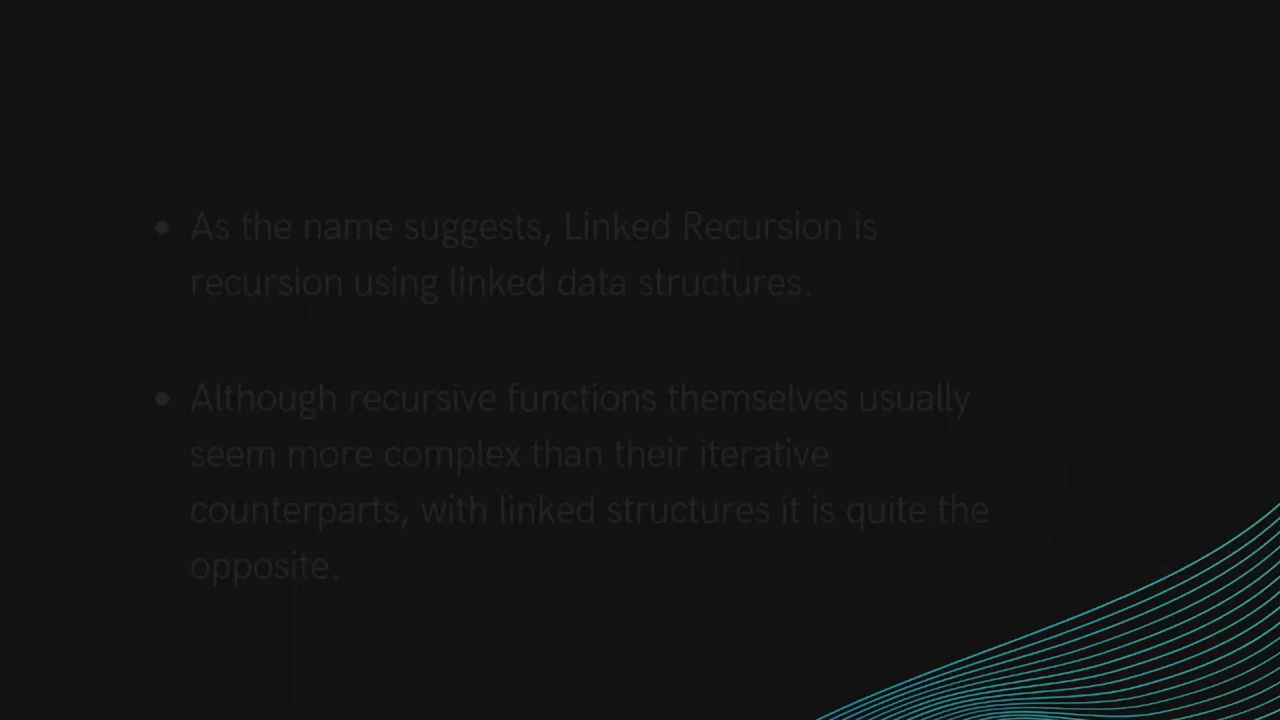 • As the name suggests, Linked Recursion is
recursion using linked data structures.
• Although recursive functions themselves usually
seem more complex than their iterative
counterparts, with linked structures it is quite the
opposite.